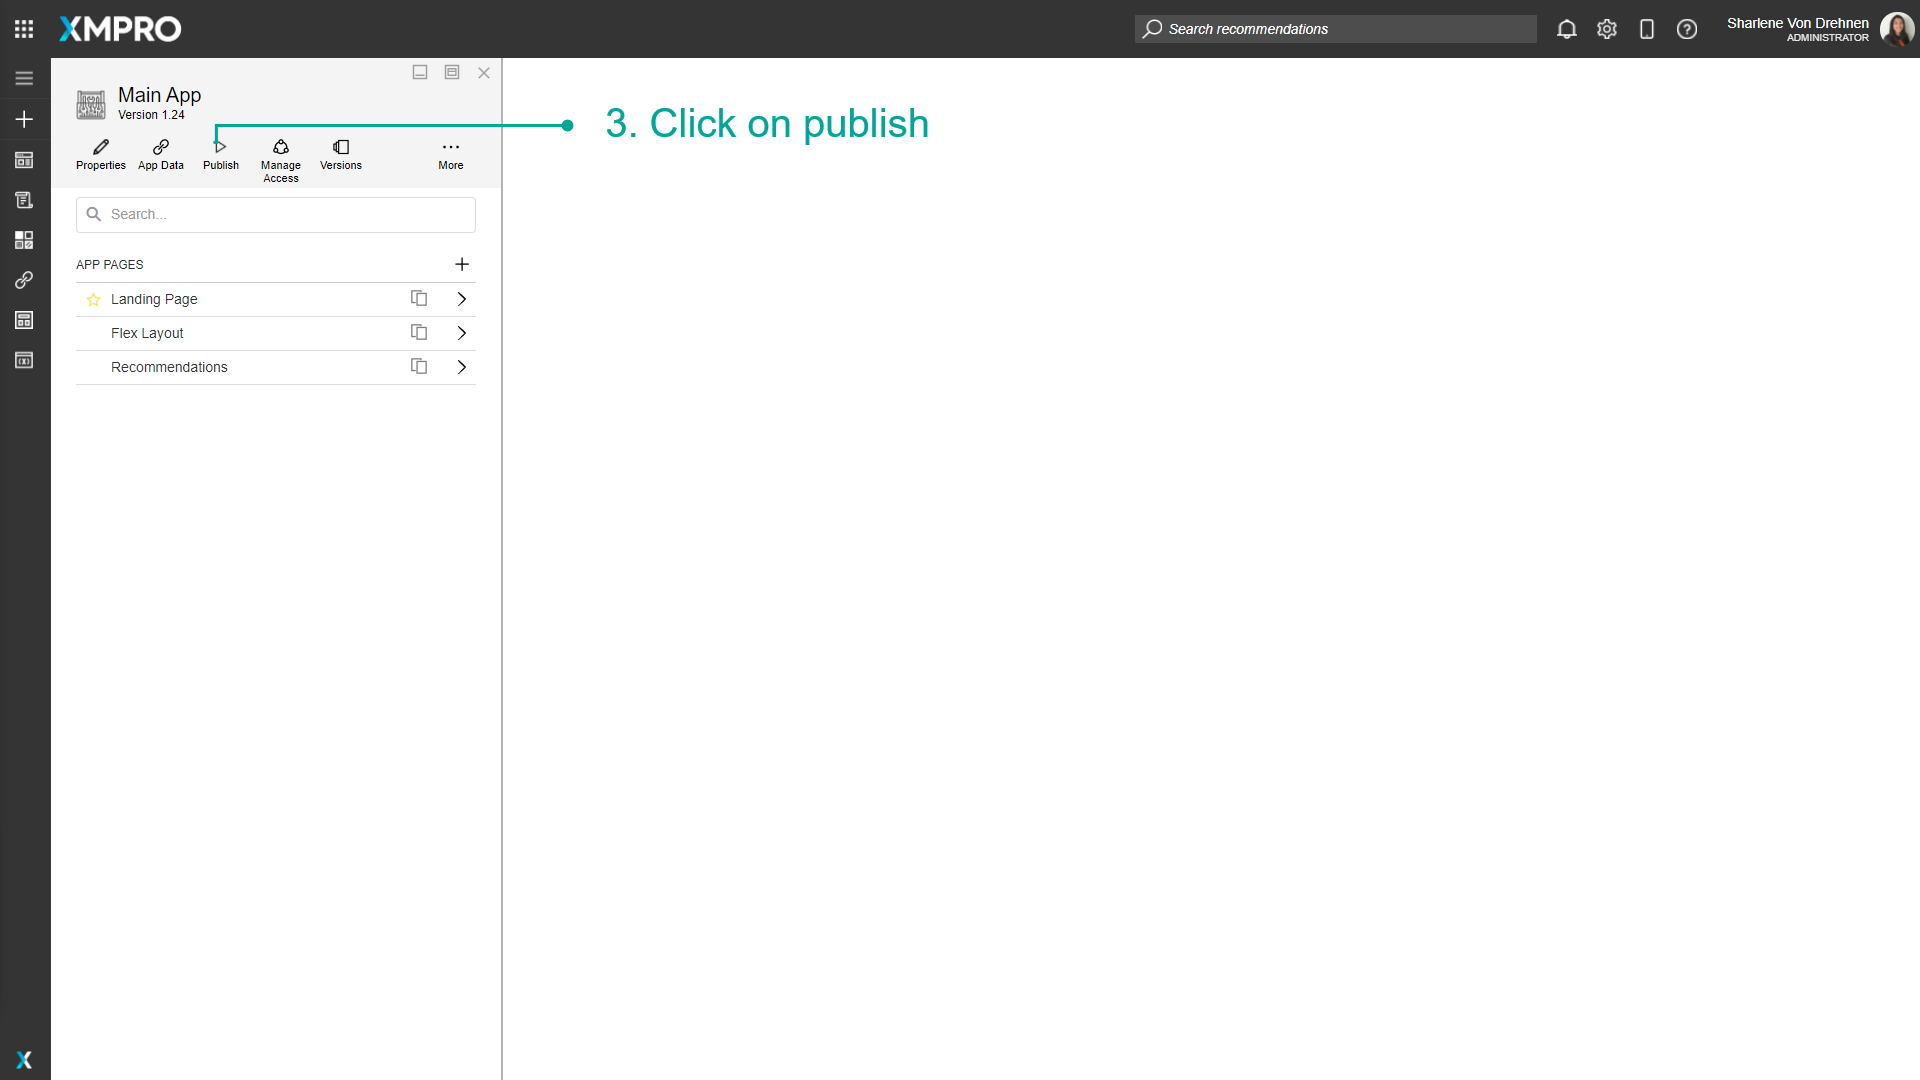 XMPRO
Search recommendations
Sharlene Von Drehnen
ADMINISTRATOR
Main App
Version 1.24
3. Click on publish
Properties
App Data
Publish
Manage
Access
Versions
More
Search...
APP PAGES
Landing Page
Flex Layout
Recommendations